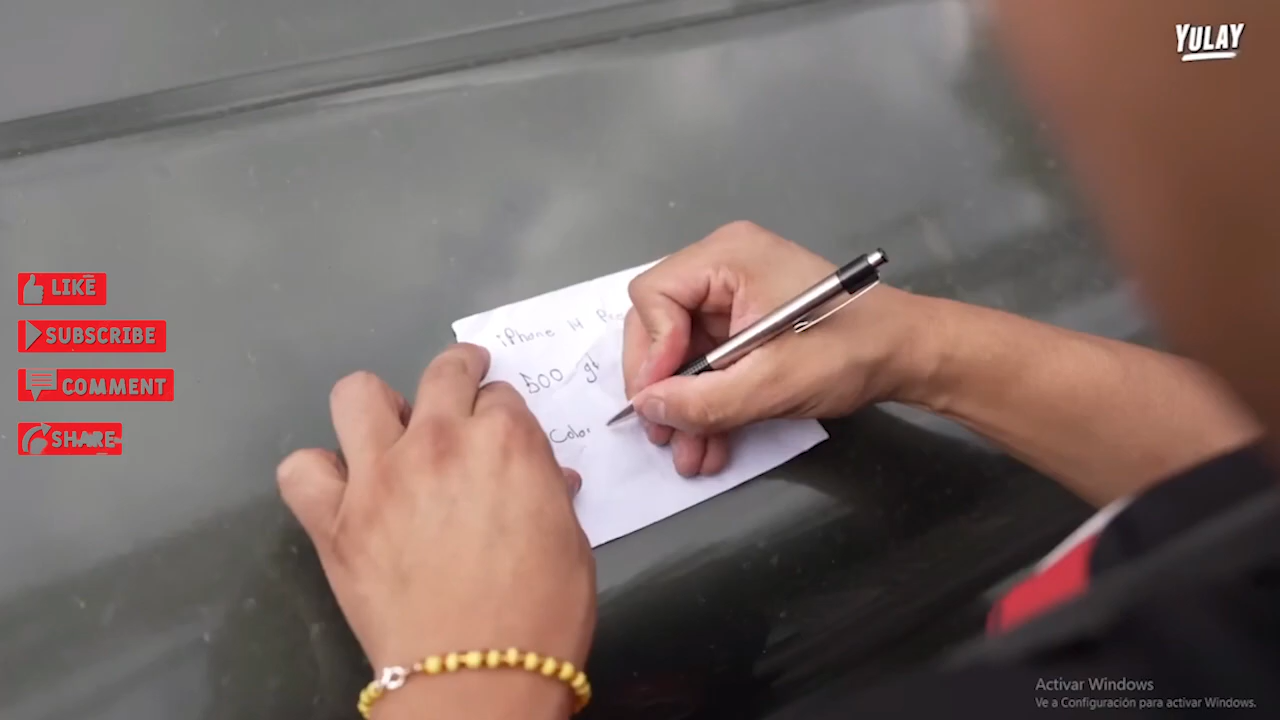 YULAY
LIKE
SUBSCRIBE
COMMENT
SHARE
iPhone 14
500 gb
Color
Activar Windows
Ve a Configuración para activar Windows.